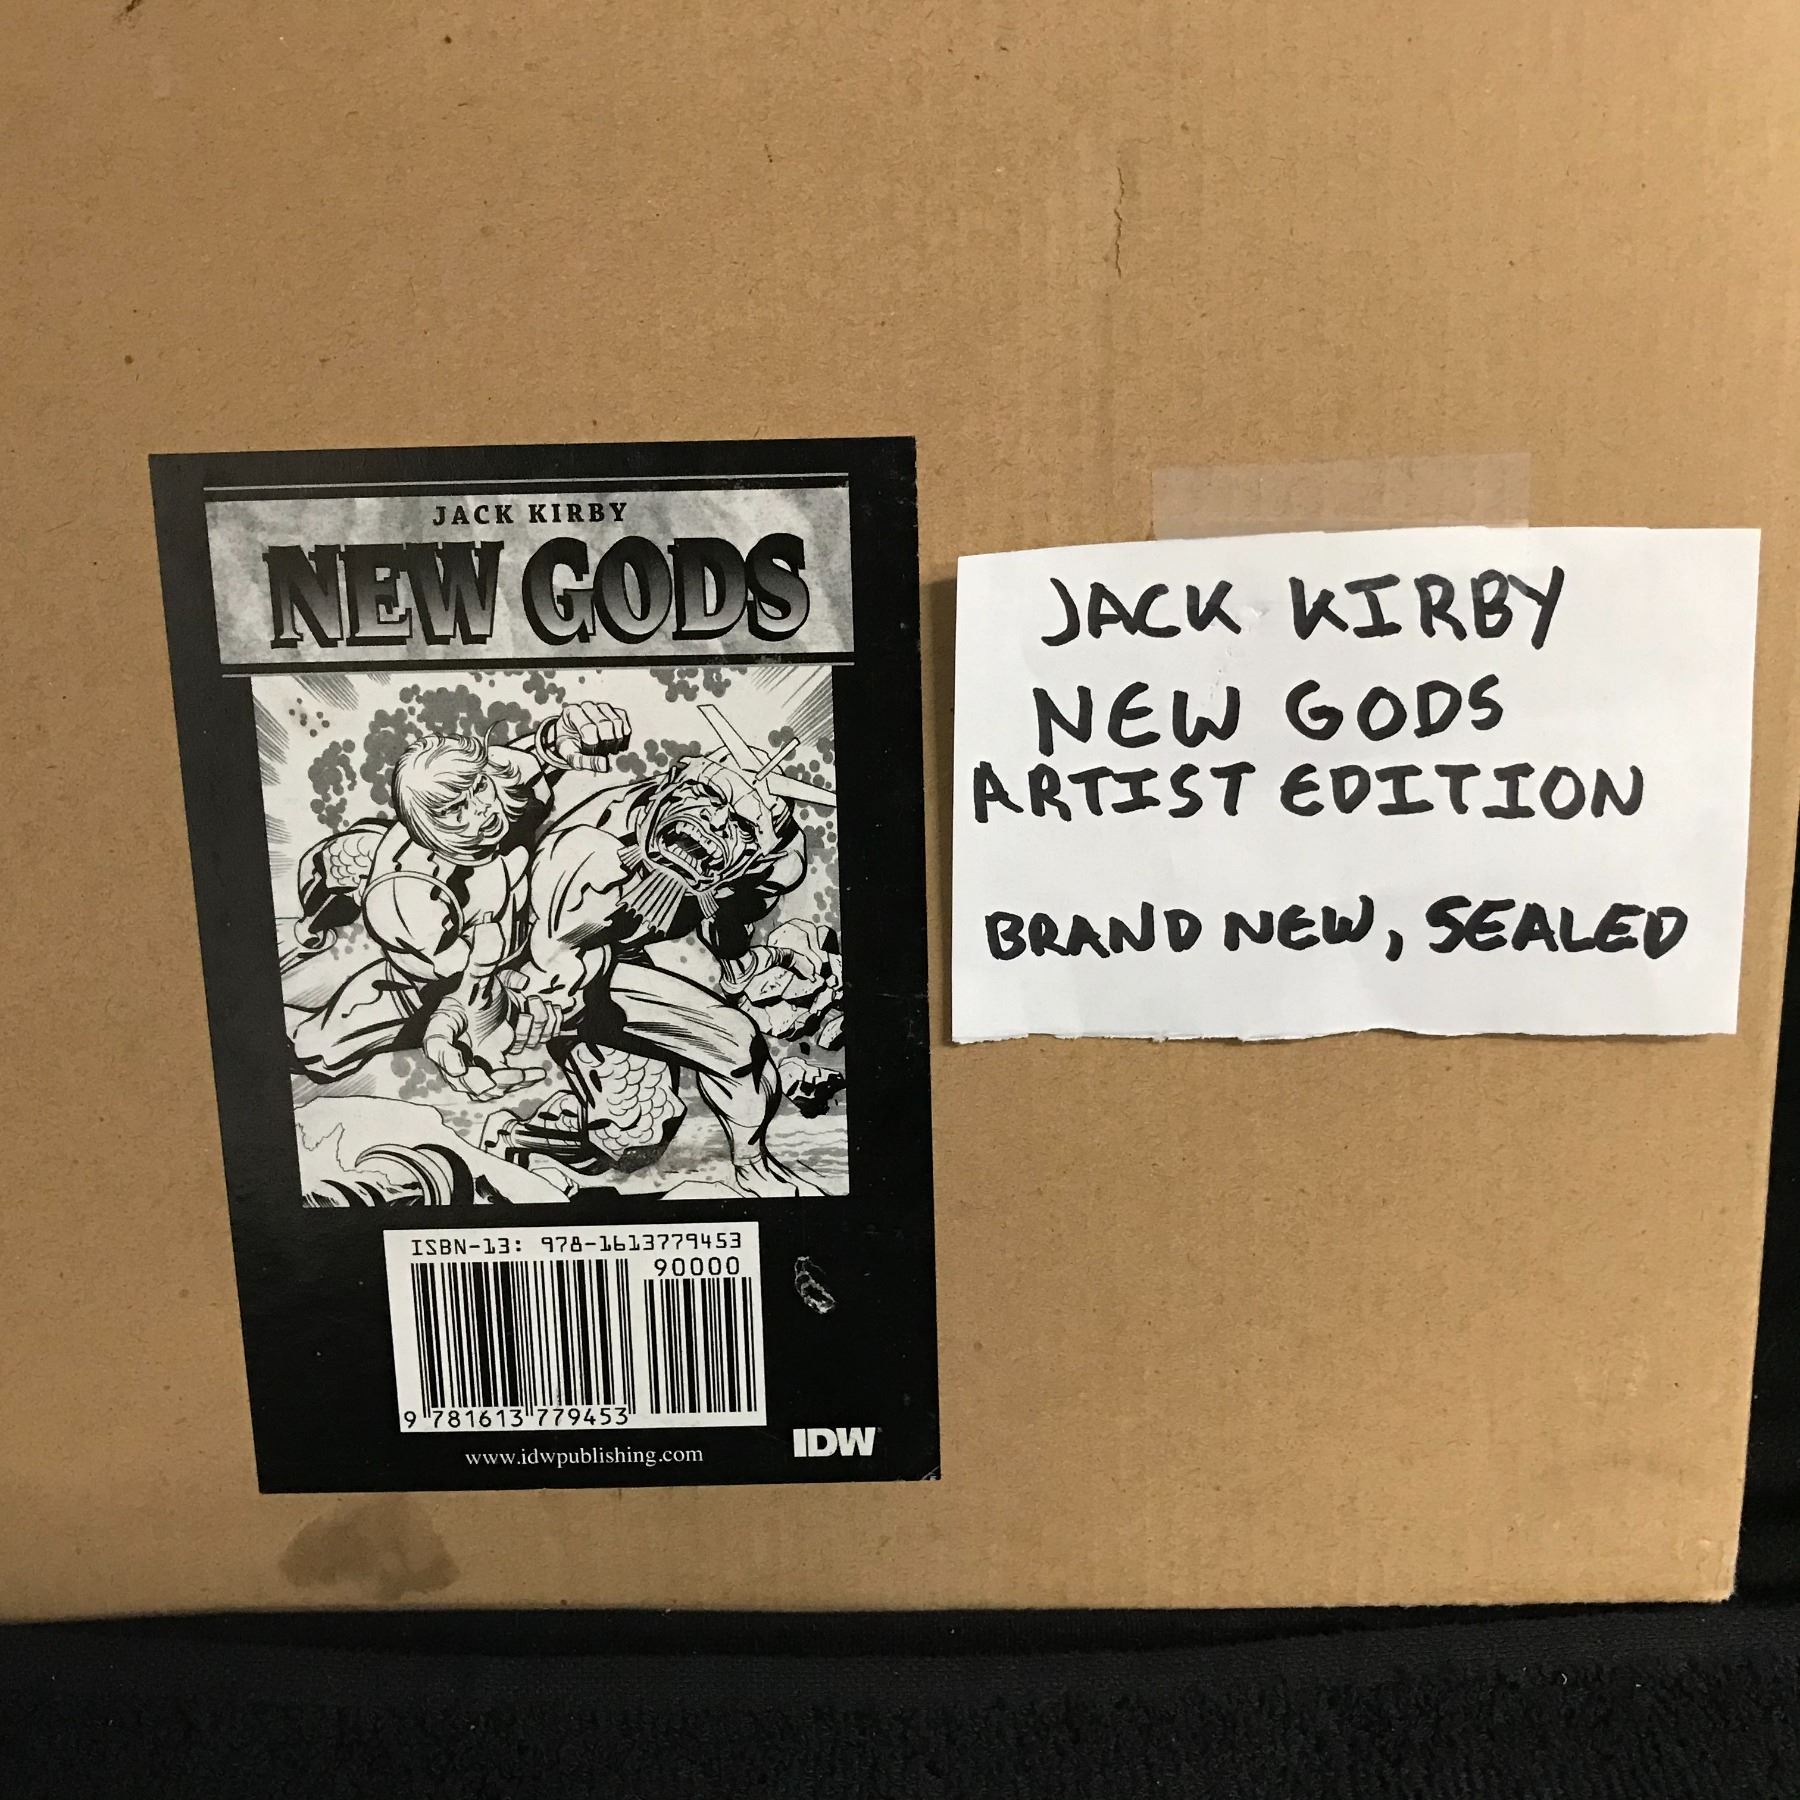 JACK KIRBY
NEW GODS
ISBN-13: 978-1613779453
90000
9 781613 779453
www.idwpublishing.com
IDW
JACK KIRBY
NEW GODS
ARTIST EDITION
BRAND NEW, SEALED